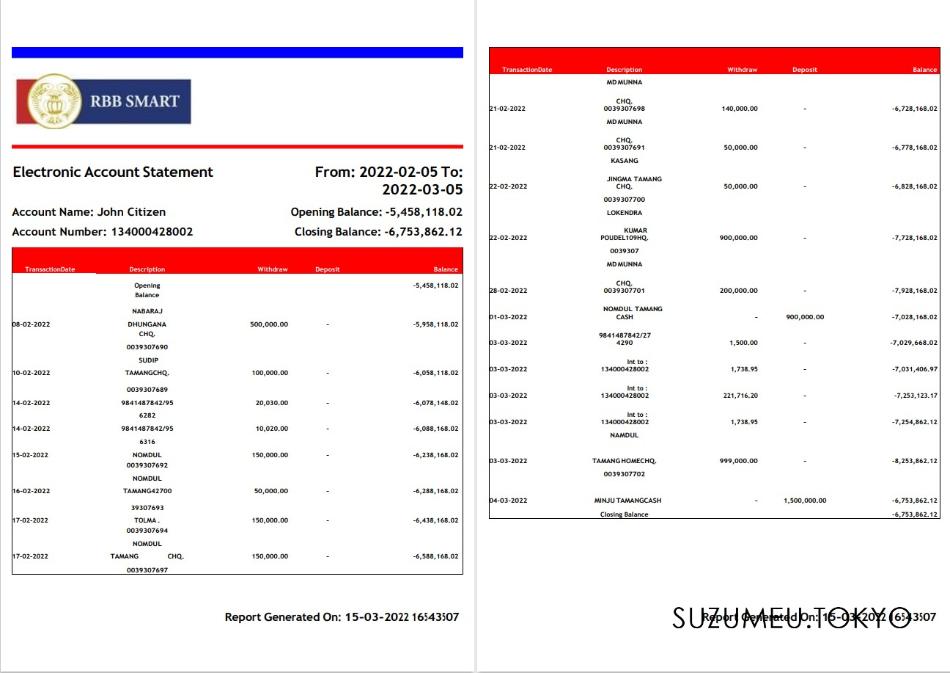 RBB SMART
Electronic Account Statement From: 2022-02-05 To:
2022-03-05
Account Name: John Citizen Opening Balance: -5,458,118.02
Account Number: 134000428002 Closing Balance: -6,753,862.12
TransactionDate Description Withdraw Deposit Balance
Opening -5,458,118.02
Balance
NABARAJ
08-02-2022 DHUNGANA 500,000.00 - -5,958,118.02
CHQ,
0039307690
SUDIP
10-02-2022 TAMANGCHQ, 100,000.00 - -6,058,118.02
0039307689
14-02-2022 9841487842/95 20,030.00 - -6,078,148.02
6282
14-02-2022 9841487842/95 10,020.00 - -6,088,168.02
6316
15-02-2022 NOMDUL 150,000.00 - -6,238,168.02
0039307692
NOMDUL
16-02-2022 TAMANG42700 50,000.00 - -6,288,168.02
39307693
17-02-2022 TOLMA . 150,000.00 - -6,438,168.02
0039307694
NOMDUL
17-02-2022 TAMANG CHQ, 150,000.00 - -6,588,168.02
0039307697
Report Generated On: 15-03-2022 16:43:07
TransactionDate Description Withdraw Deposit Balance
MD MUNNA
21-02-2022 CHQ, 140,000.00 - -6,728,168.02
0039307698
MD MUNNA
21-02-2022 CHQ, 50,000.00 - -6,778,168.02
0039307691
KASANG
22-02-2022 JINGMA TAMANG 50,000.00 - -6,828,168.02
CHQ,
0039307700
LOKENDRA
22-02-2022 KUMAR 900,000.00 - -7,728,168.02
POUDEL109HQ,
0039307
MD MUNNA
28-02-2022 CHQ, 200,000.00 - -7,928,168.02
0039307701
01-03-2022 NOMDUL TAMANG - 900,000.00 -7,028,168.02
CASH
03-03-2022 9841487842/27 1,500.00 - -7,029,668.02
4290
03-03-2022 Int to : 1,738.95 - -7,031,406.97
134000428002
03-03-2022 Int to : 221,716.20 - -7,253,123.17
134000428002
03-03-2022 Int to : 1,738.95 - -7,254,862.12
134000428002
NAMDUL
03-03-2022 TAMANG HOMECHQ, 999,000.00 - -8,253,862.12
0039307702
04-03-2022 MINJU TAMANGCASH - 1,500,000.00 -6,753,862.12
Closing Balance -6,753,862.12
Report Generated On: 15-03-2022 16:43:07
SUZUMEU.TOKYO